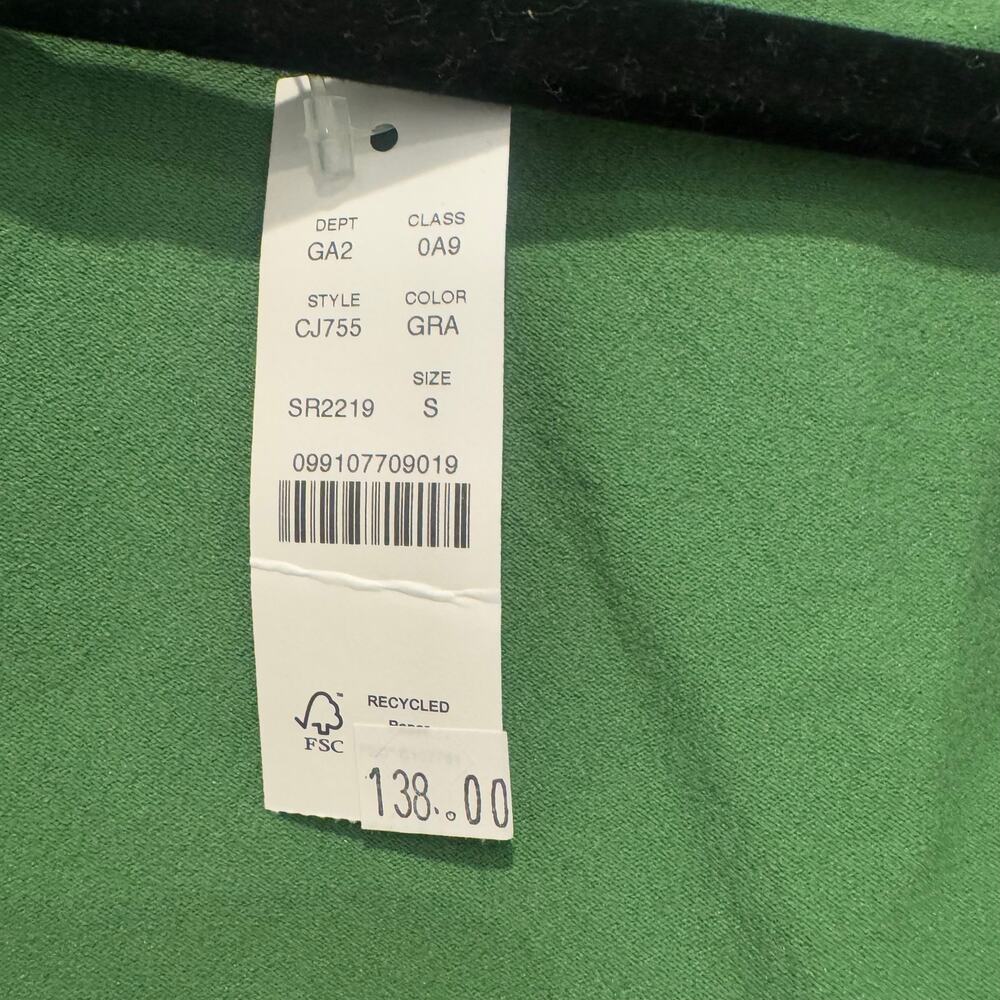 DEPT CLASS
GA2 0A9
STYLE COLOR
CJ755 GRA
SIZE
SR2219 S
099107709019
RECYCLED
FSC
138.00